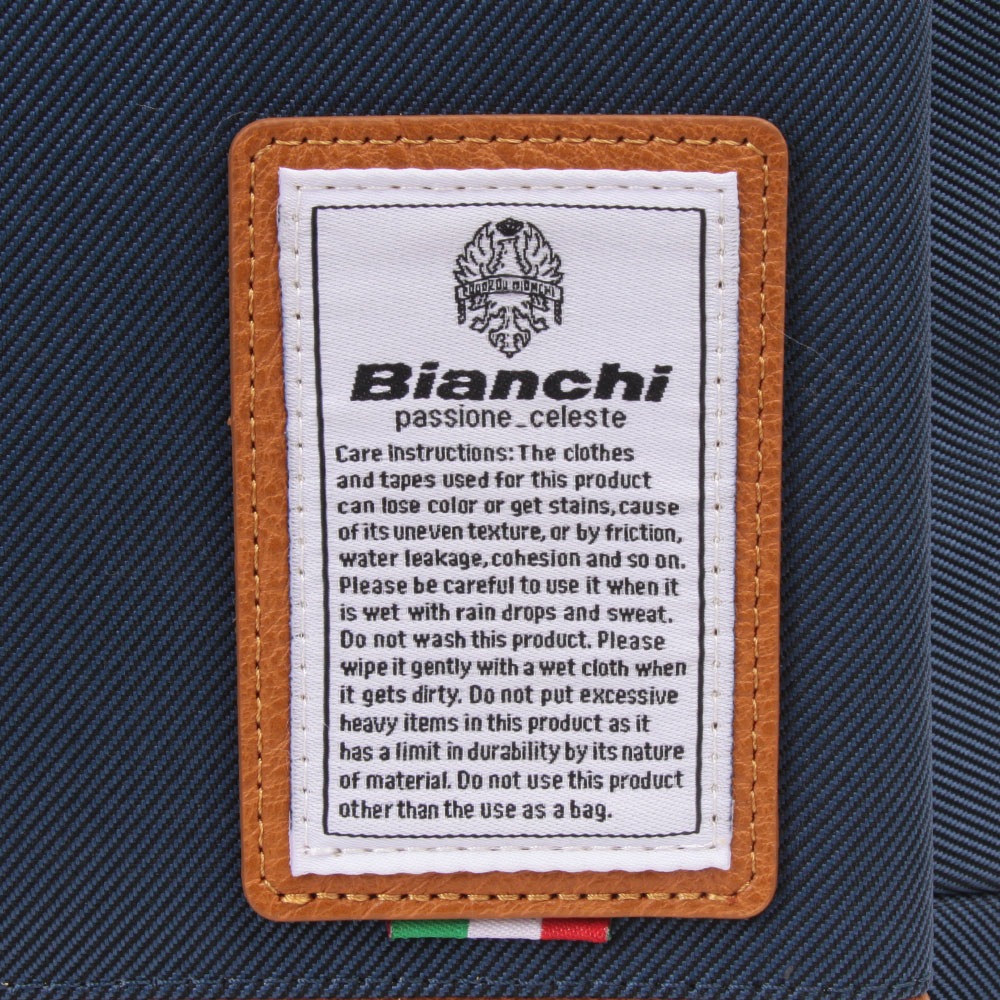 EDOARDO BIANCHI
Bianchi
passione_celeste
Care instructions: The clothes
and tapes used for this product
can lose color or get stains, cause
of its uneven texture, or by friction,
water leakage, cohesion and so on.
Please be careful to use it when it
is wet with rain drops and sweat.
Do not wash this product. Please
wipe it gently with a wet cloth when
it gets dirty. Do not put excessive
heavy items in this product as it
has a limit in durability by its nature
of material. Do not use this product
other than the use as a bag.